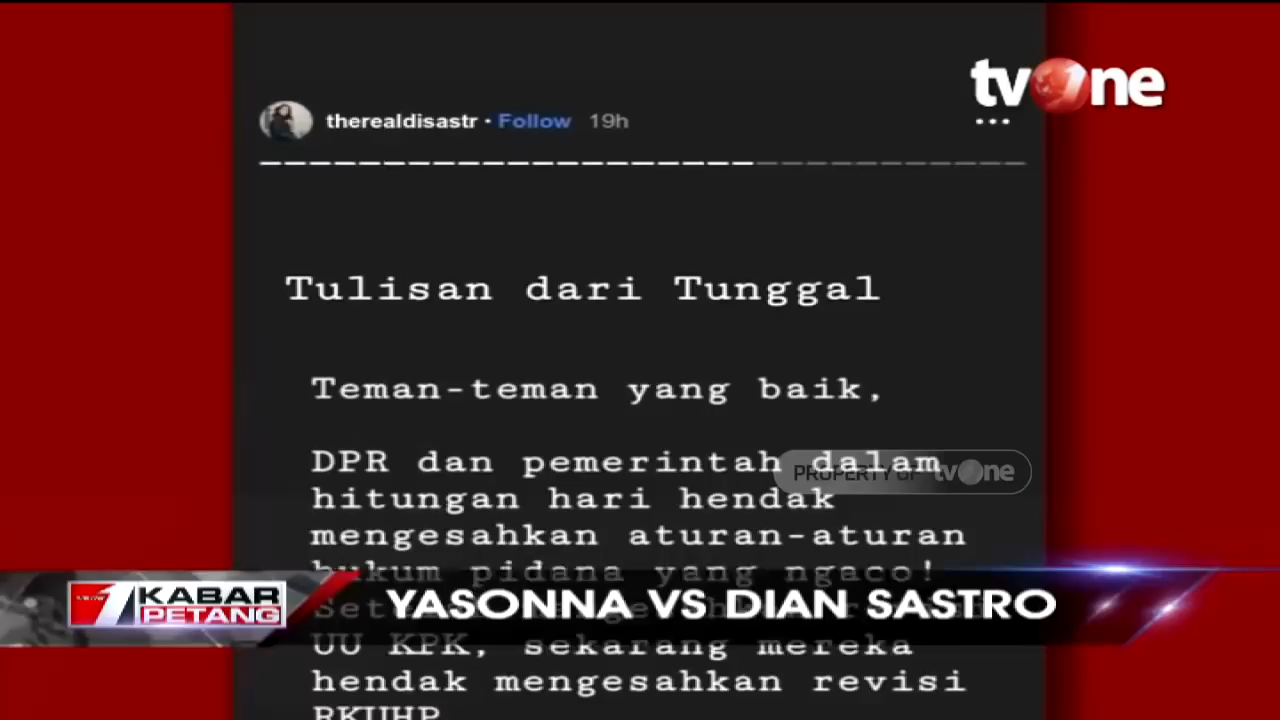 tvOne
therealdisastr • Follow 19h
Tulisan dari Tunggal
Teman-teman yang baik,
DPR dan pemerintah dalam
PROPERTY OF tvOne
hitungan hari hendak
mengesahkan aturan-aturan
hukum pidana yang ngaco!
KABAR
PETANG
YASONNA VS DIAN SASTRO
UU KPK, sekarang mereka
hendak mengesahkan revisi
RKUHP